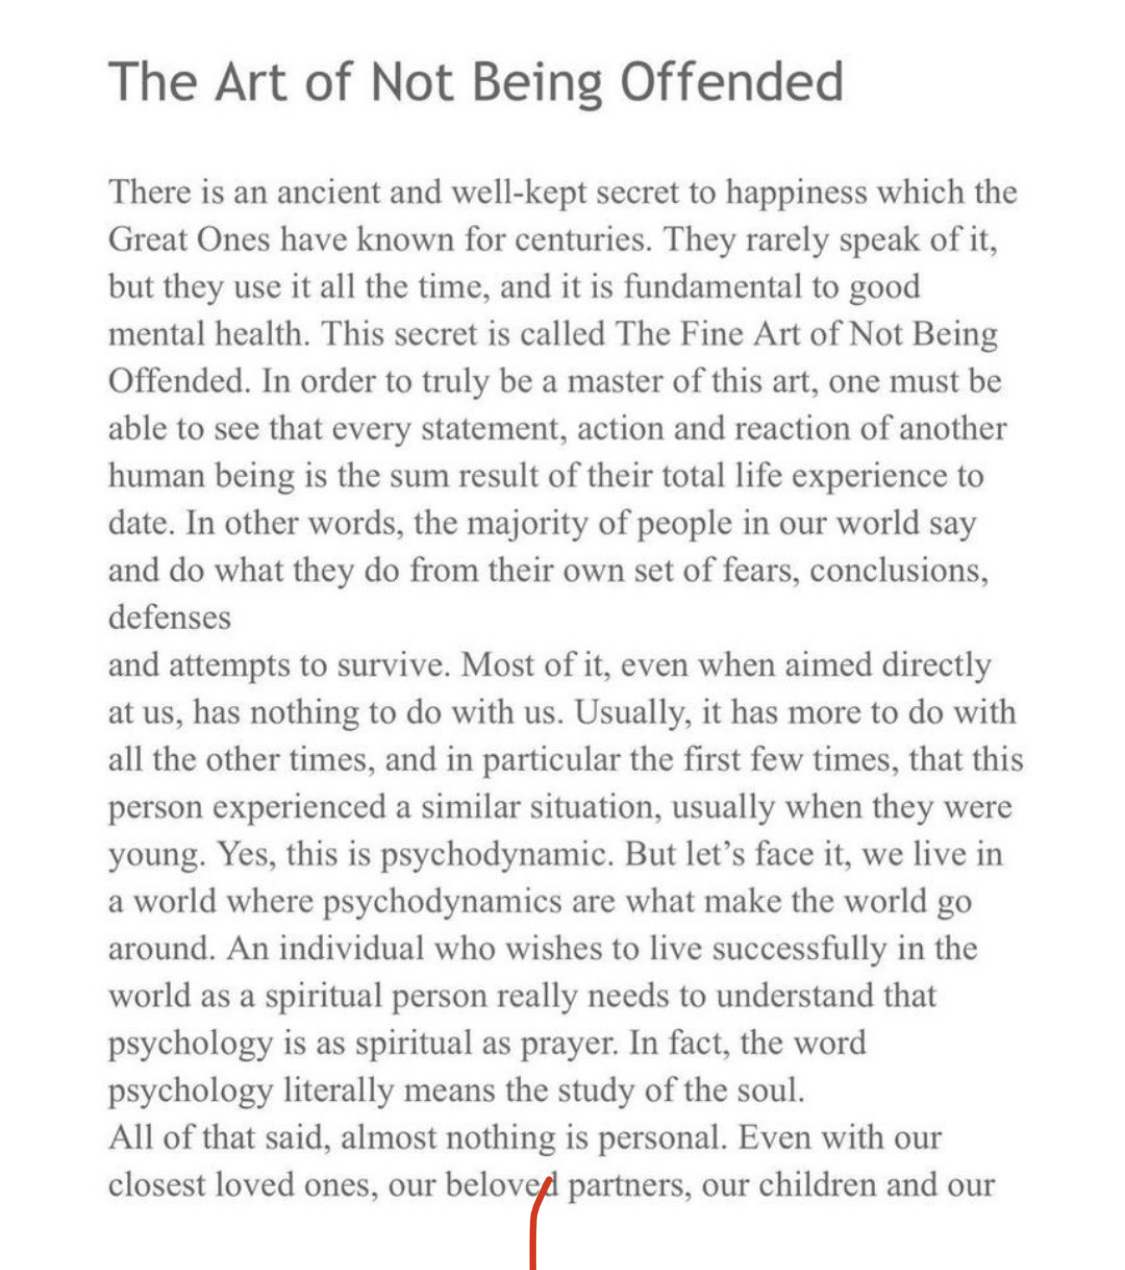 The Art of Not Being Offended
There is an ancient and well-kept secret to happiness which the
Great Ones have known for centuries. They rarely speak of it,
but they use it all the time, and it is fundamental to good
mental health. This secret is called The Fine Art of Not Being
Offended. In order to truly be a master of this art, one must be
able to see that every statement, action and reaction of another
human being is the sum result of their total life experience to
date. In other words, the majority of people in our world say
and do what they do from their own set of fears, conclusions,
defenses
and attempts to survive. Most of it, even when aimed directly
at us, has nothing to do with us. Usually, it has more to do with
all the other times, and in particular the first few times, that this
person experienced a similar situation, usually when they were
young. Yes, this is psychodynamic. But let’s face it, we live in
a world where psychodynamics are what make the world go
around. An individual who wishes to live successfully in the
world as a spiritual person really needs to understand that
psychology is as spiritual as prayer. In fact, the word
psychology literally means the study of the soul.
All of that said, almost nothing is personal. Even with our
closest loved ones, our beloved partners, our children and our